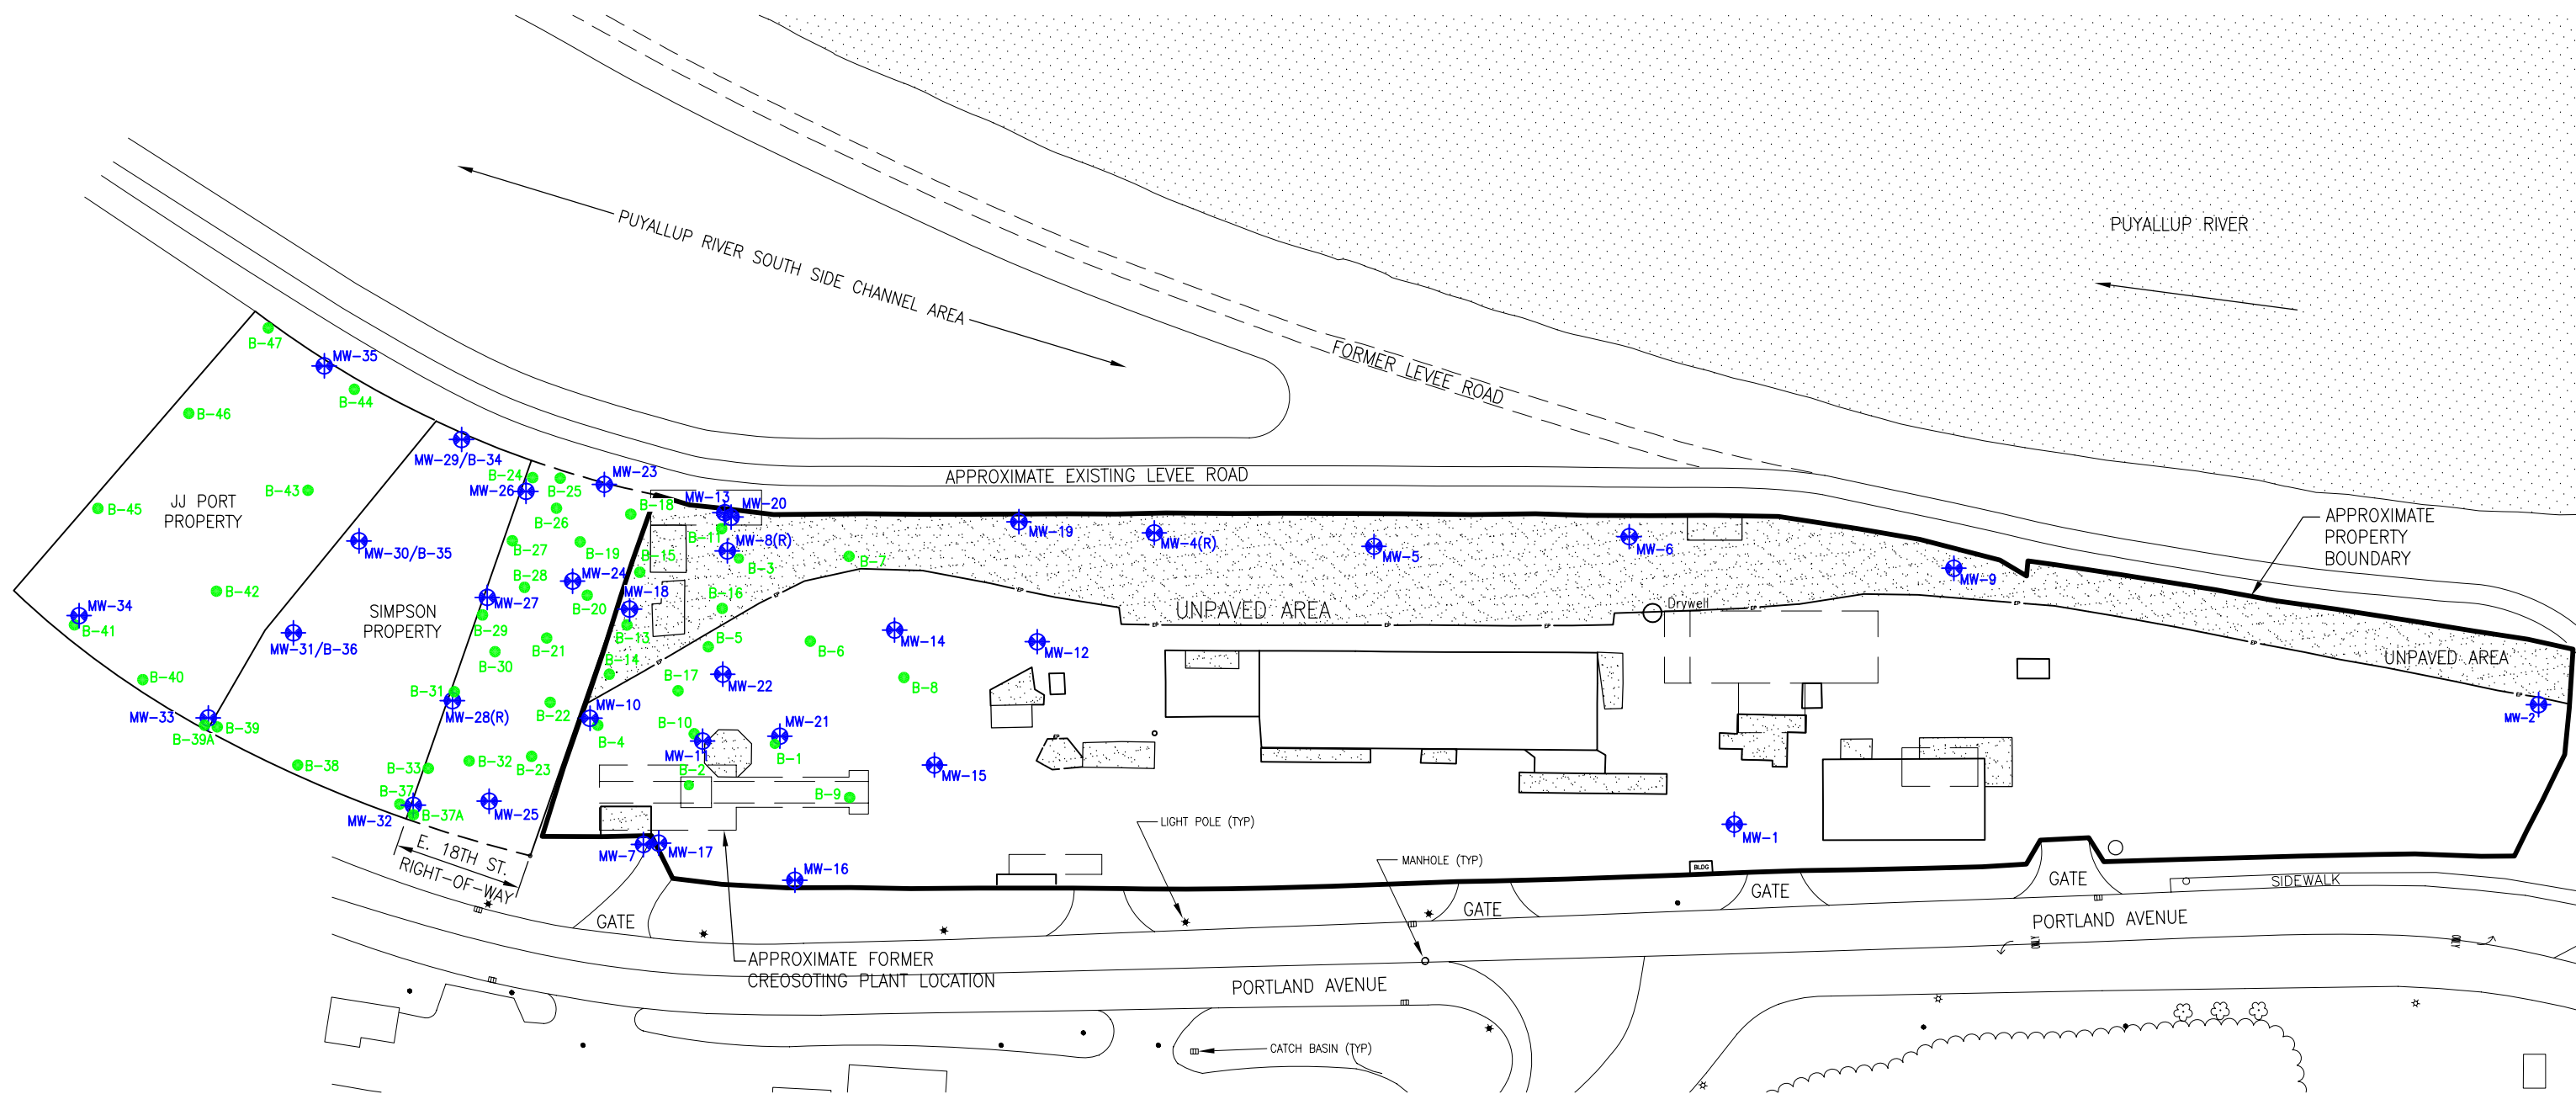 PUYALLUP RIVER
PUYALLUP RIVER SOUTH SIDE CHANNEL AREA
FORMER LEVEE ROAD
B-47
MW-35
B-44
B-46
MW-29/B-34
APPROXIMATE EXISTING LEVEE ROAD
B-24
MW-23
MW-26
B-25
B-43
MW-13
MW-20
B-18
JJ PORT
PROPERTY
B-45
B-26
APPROXIMATE
PROPERTY
BOUNDARY
MW-19
MW-4(R)
B-11
MW-8(R)
MW-5
MW-6
MW-30/B-35
B-27
B-19
B-15
B-3
B-7
MW-9
B-28
MW-24
B-42
MW-18
MW-27
B-20
B-16
Drywell
MW-34
SIMPSON
PROPERTY
UNPAVED AREA
B-41
B-29
B-13
B-5
B-6
MW-14
MW-12
B-21
MW-31/B-36
B-30
B-14
UNPAVED AREA
B-40
B-17
MW-22
B-8
B-31
MW-10
MW-33
MW-28(R)
B-22
MW-2
B-39
B-39A
B-4
B-10
MW-21
MW-11
B-1
B-38
B-33
B-32
B-23
B-2
MW-15
B-37
B-9
B-37A
MW-25
MW-32
LIGHT POLE (TYP)
MW-1
E. 18TH ST.
RIGHT-OF-WAY
MW-7
MW-17
MANHOLE (TYP)
MW-16
BLDG
GATE
GATE
GATE
GATE
SIDEWALK
PORTLAND AVENUE
APPROXIMATE FORMER
CREOSOTING PLANT LOCATION
PORTLAND AVENUE
CATCH BASIN (TYP)